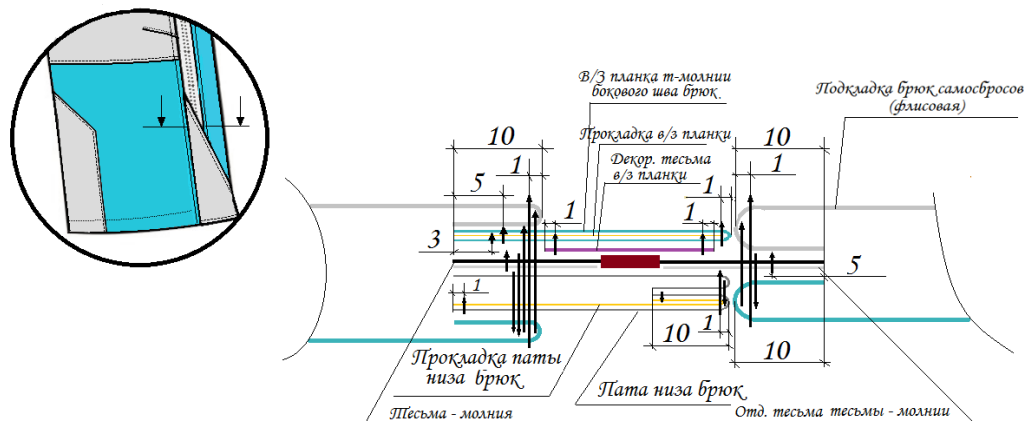 В/З планка т-молнии
бокового шва брюк.
Подкладка брюк самосбросов
(флисовая)
10
Прокладка в/з планки
10
1
Декор. тесьма
в/з планки
1
5
1
1
1
3
5
1
1
10
10
Прокладка паты
низа брюк
Пата низа брюк
Тесьма - молния
Отд. тесьма тесьмы - молнии